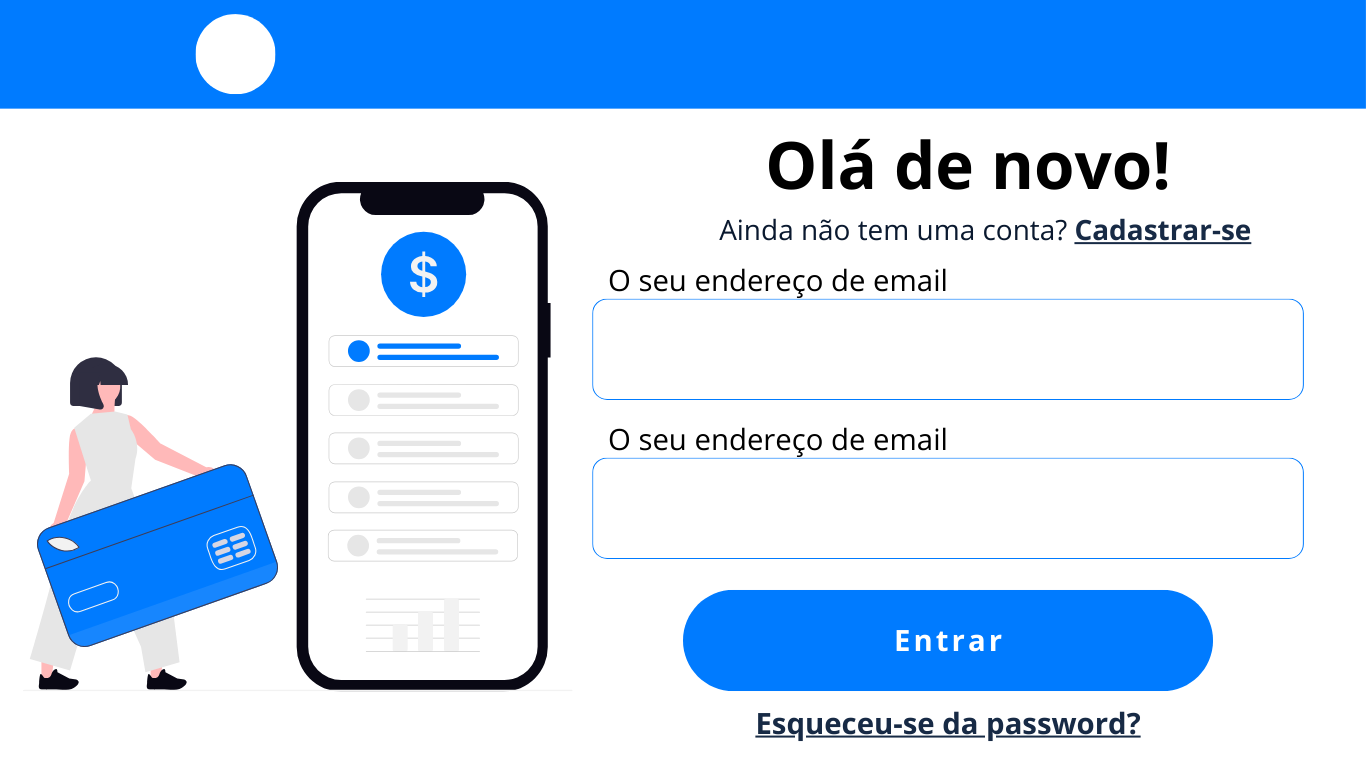 Olá de novo!
Ainda não tem uma conta? Cadastrar-se
O seu endereço de email
O seu endereço de email
Entrar
Esqueceu-se da password?
$